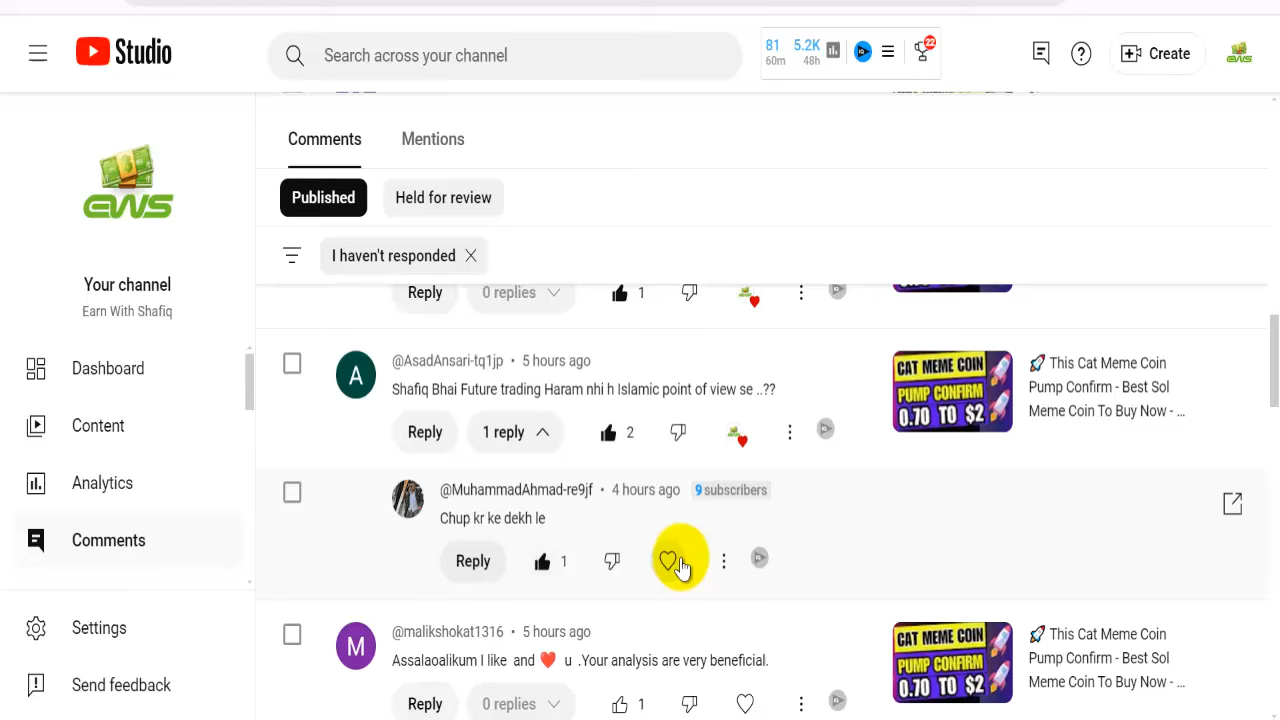 Studio
Search across your channel
81
60m
5.2K
48h
22
Create
EWS
Your channel
Earn With Shafiq
Dashboard
Content
Analytics
Comments
Settings
Send feedback
Comments
Mentions
Published
Held for review
I haven't responded
Reply
0 replies
1
A
@AsadAnsari-tq1jp • 5 hours ago
Shafiq Bhai Future trading Haram nhi h Islamic point of view se ..??
Reply
1 reply
2
CAT MEME COIN
PUMP CONFIRM
0.70 TO $2
🚀 This Cat Meme Coin
Pump Confirm - Best Sol
Meme Coin To Buy Now - ...
@MuhammadAhmad-re9jf • 4 hours ago
9 subscribers
Chup kr ke dekh le
Reply
1
M
@malikshokat1316 • 5 hours ago
Assalaoalikum I like and ❤️ u .Your analysis are very beneficial.
Reply
0 replies
1
CAT MEME COIN
PUMP CONFIRM
0.70 TO $2
🚀 This Cat Meme Coin
Pump Confirm - Best Sol
Meme Coin To Buy Now - ...